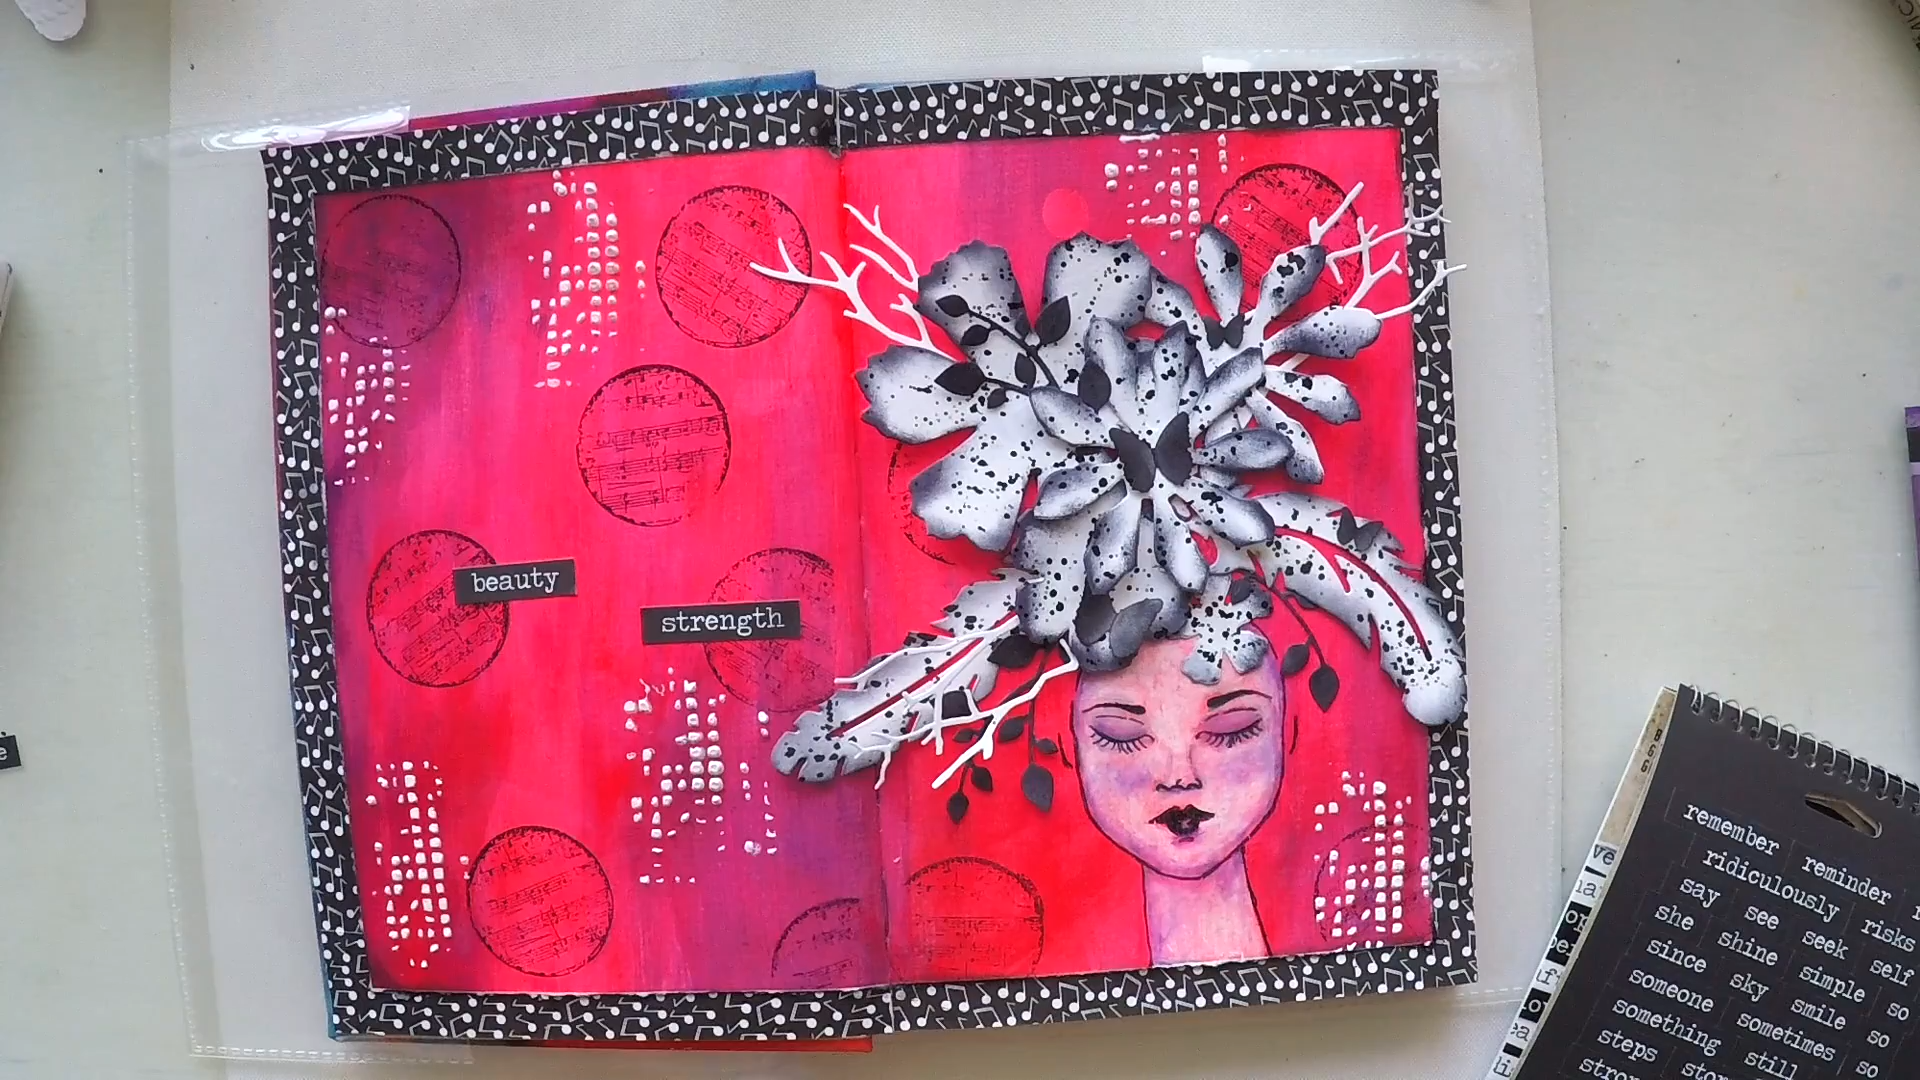 beauty
strength
remember reminder
ridiculously risks
say see seek self
she shine simple so
since sky smile so
someone sometimes so
something still
steps